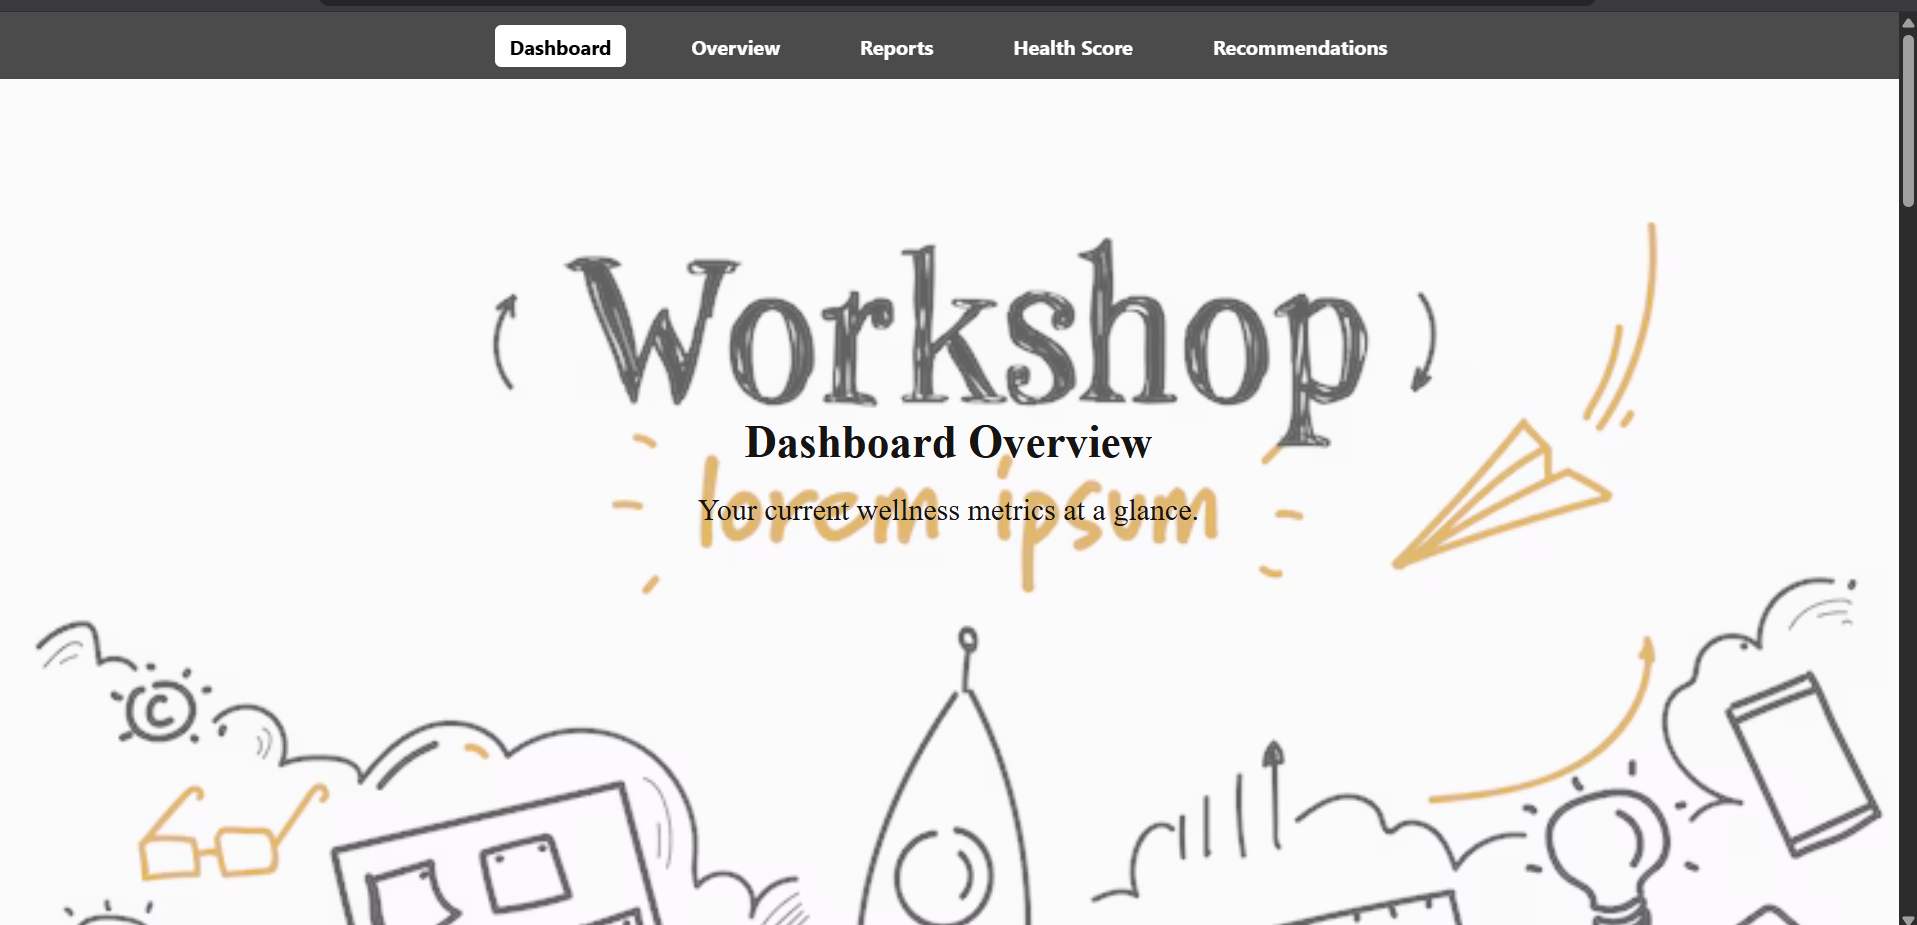 Dashboard Overview Reports Health Score Recommendations
Workshop
Dashboard Overview
lorem ipsum
Your current wellness metrics at a glance.
©